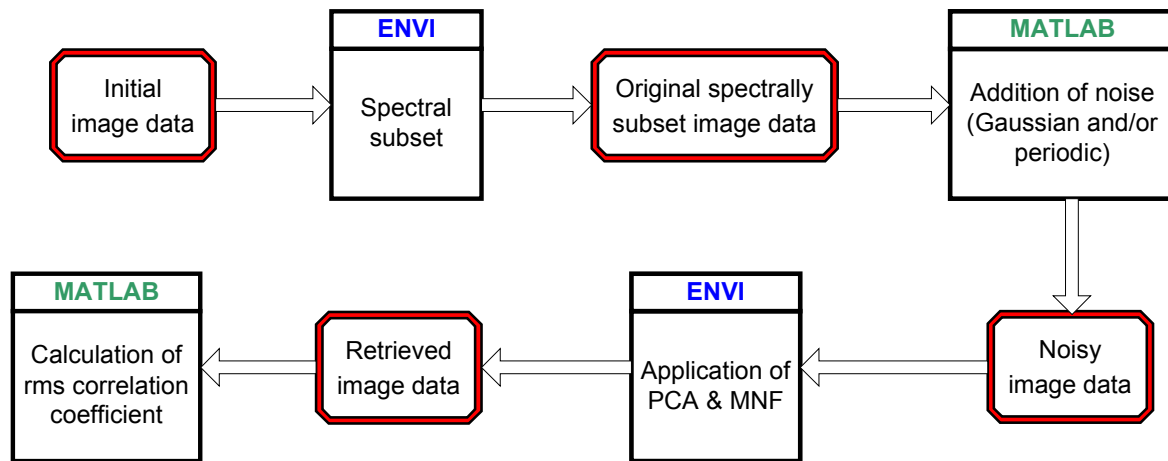 Initial
image data
ENVI
Spectral
subset
Original spectrally
subset image data
MATLAB
Addition of noise
(Gaussian and/or
periodic)
Noisy
image data
ENVI
Application of
PCA & MNF
Retrieved
image data
MATLAB
Calculation of
rms correlation
coefficient